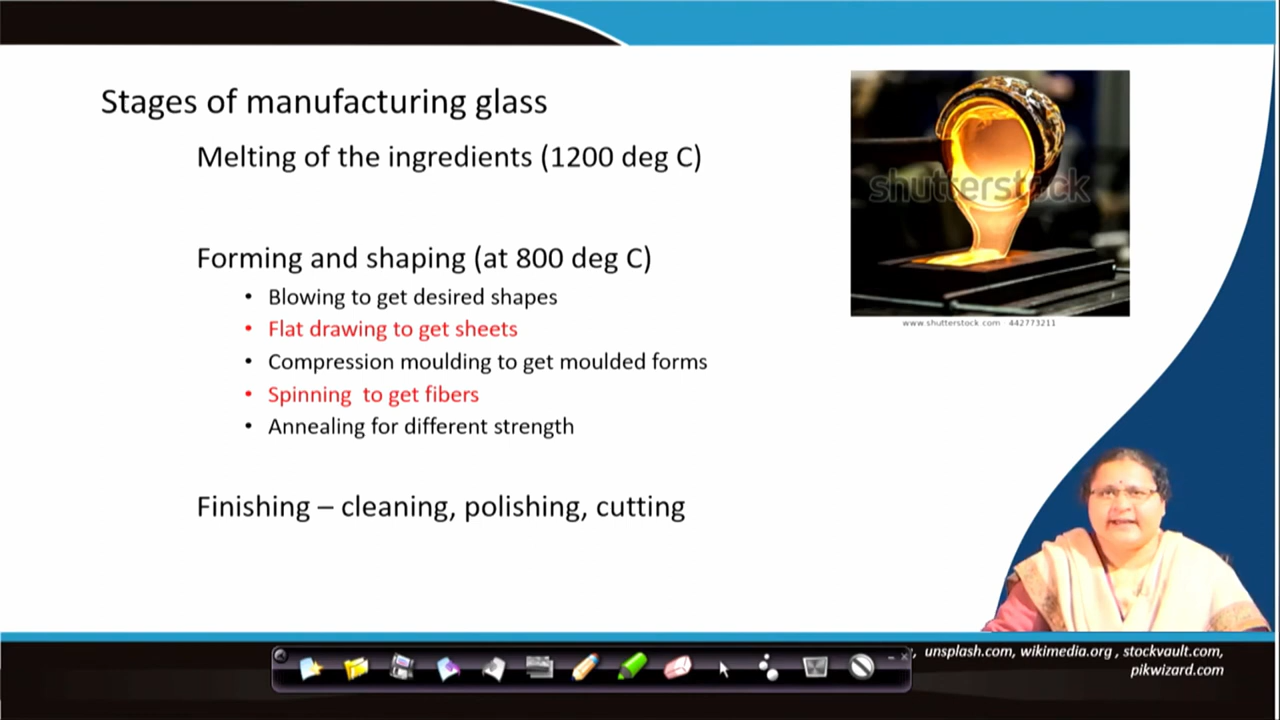 Stages of manufacturing glass
Melting of the ingredients (1200 deg C)
Forming and shaping (at 800 deg C)
• Blowing to get desired shapes
• Flat drawing to get sheets
• Compression moulding to get moulded forms
• Spinning to get fibers
• Annealing for different strength
Finishing – cleaning, polishing, cutting
shutterstock
www.shutterstock.com · 442773211
, unsplash.com, wikimedia.org , stockvault.com,
pikwizard.com